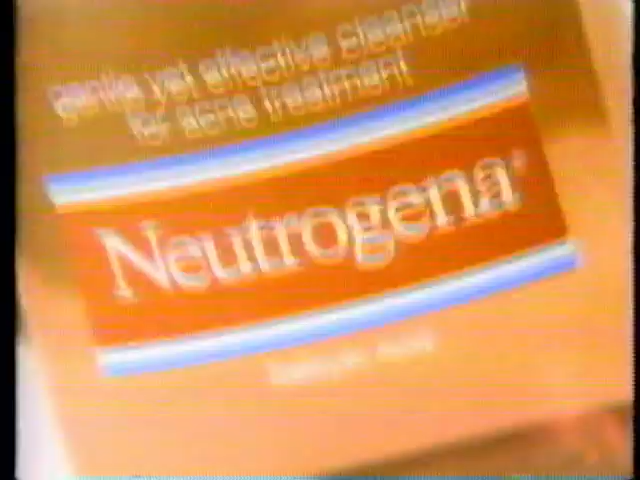 gentle yet effective cleanser
for acne treatment
Neutrogena®